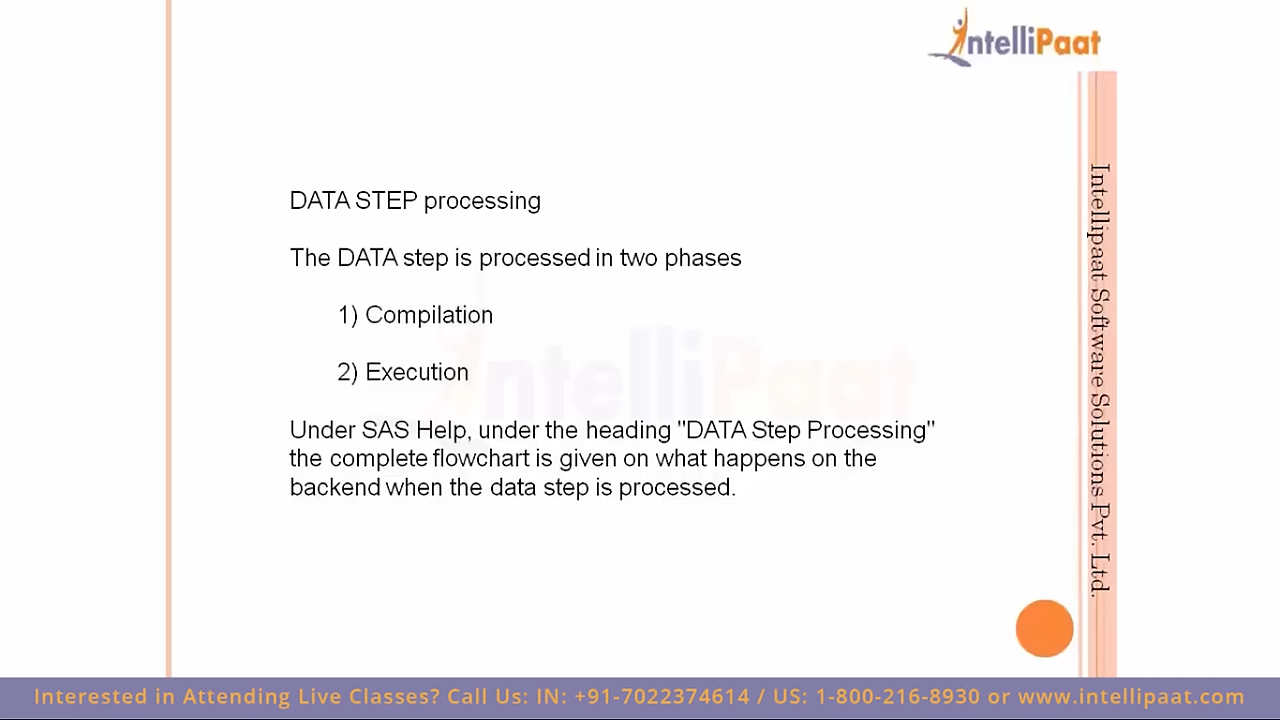 IntelliPaat
DATA STEP processing
The DATA step is processed in two phases
1) Compilation
2) Execution
Under SAS Help, under the heading "DATA Step Processing"
the complete flowchart is given on what happens on the
backend when the data step is processed.
IntelliPaat
Intellipaat Software Solutions Pvt. Ltd.
Interested in Attending Live Classes? Call Us: IN: +91-7022374614 / US: 1-800-216-8930 or www.intellipaat.com